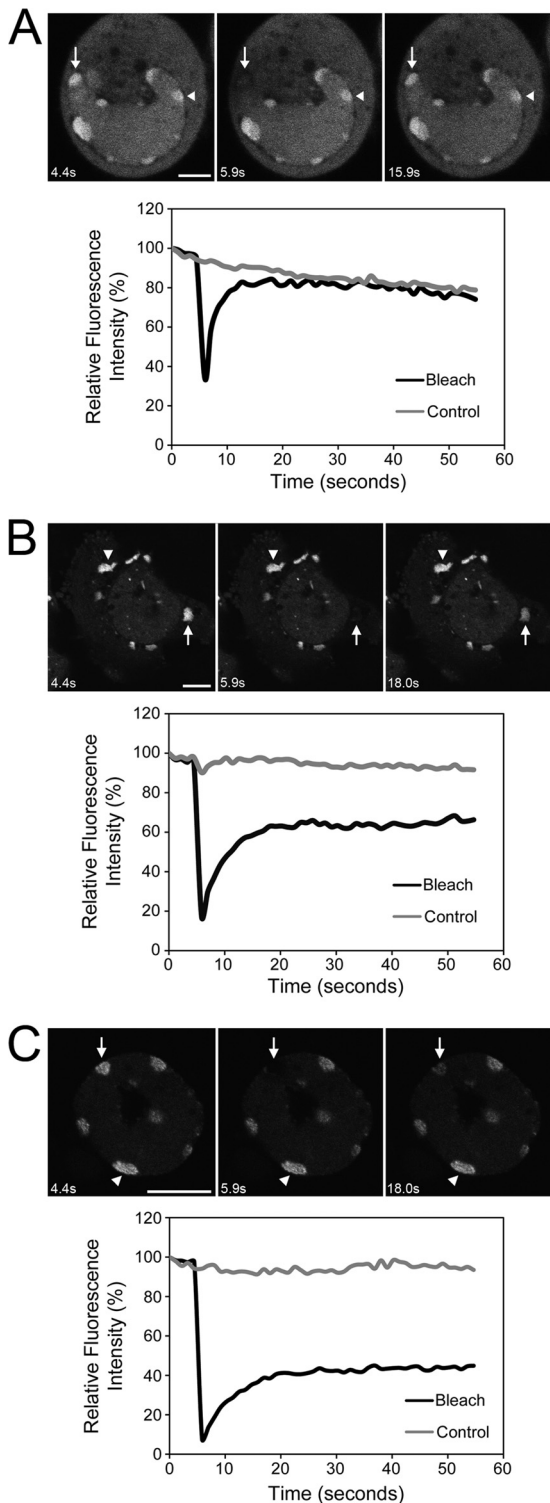 A
4.4s
5.9s
15.9s
120
100
80
60
40
20
0
Relative Fluorescence
Intensity (%)
Bleach
Control
0 10 20 30 40 50 60
Time (seconds)
B
4.4s
5.9s
18.0s
120
100
80
60
40
20
0
Relative Fluorescence
Intensity (%)
Bleach
Control
0 10 20 30 40 50 60
Time (seconds)
C
4.4s
5.9s
18.0s
120
100
80
60
40
20
0
Relative Fluorescence
Intensity (%)
Bleach
Control
0 10 20 30 40 50 60
Time (seconds)